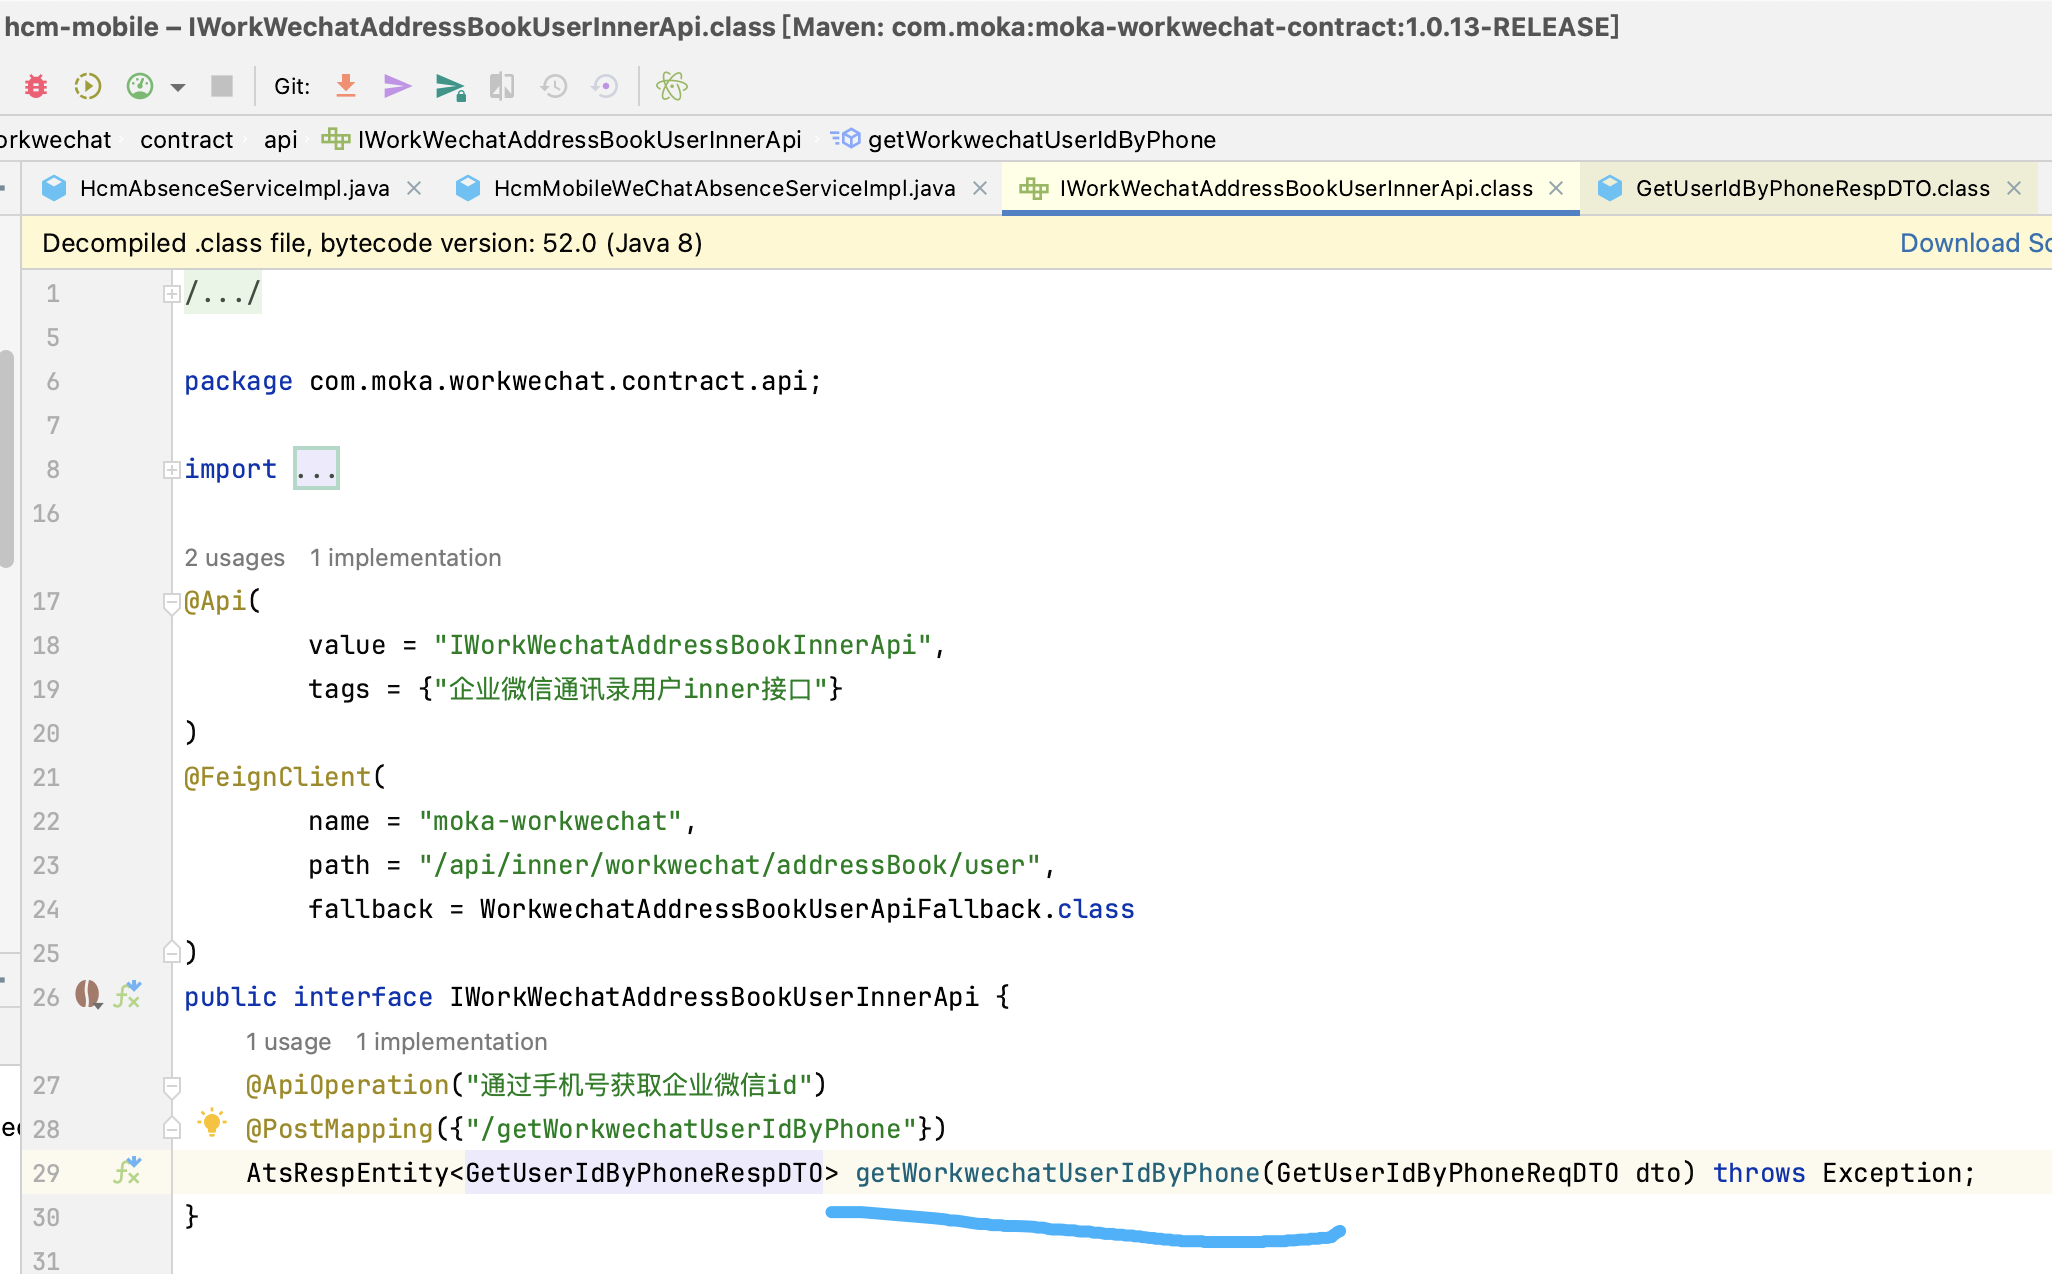 hcm-mobile – IWorkWechatAddressBookUserInnerApi.class [Maven: com.moka:moka-workwechat-contract:1.0.13-RELEASE]
Git:
orkwechat contract api IWorkWechatAddressBookUserInnerApi getWorkwechatUserIdByPhone
HcmAbsenceServiceImpl.java HcmMobileWeChatAbsenceServiceImpl.java IWorkWechatAddressBookUserInnerApi.class GetUserIdByPhoneRespDTO.class
Decompiled .class file, bytecode version: 52.0 (Java 8) Download So
1 /.../
5
6 package com.moka.workwechat.contract.api;
7
8 import ...
16
2 usages 1 implementation
17 @Api(
18 value = "IWorkWechatAddressBookInnerApi",
19 tags = {"企业微信通讯录用户inner接口"}
20 )
21 @FeignClient(
22 name = "moka-workwechat",
23 path = "/api/inner/workwechat/addressBook/user",
24 fallback = WorkwechatAddressBookUserApiFallback.class
25 )
26 public interface IWorkWechatAddressBookUserInnerApi {
1 usage 1 implementation
27 @ApiOperation("通过手机号获取企业微信id")
28 @PostMapping({"/getWorkwechatUserIdByPhone"})
29 AtsRespEntity<GetUserIdByPhoneRespDTO> getWorkwechatUserIdByPhone(GetUserIdByPhoneReqDTO dto) throws Exception;
30 }
31